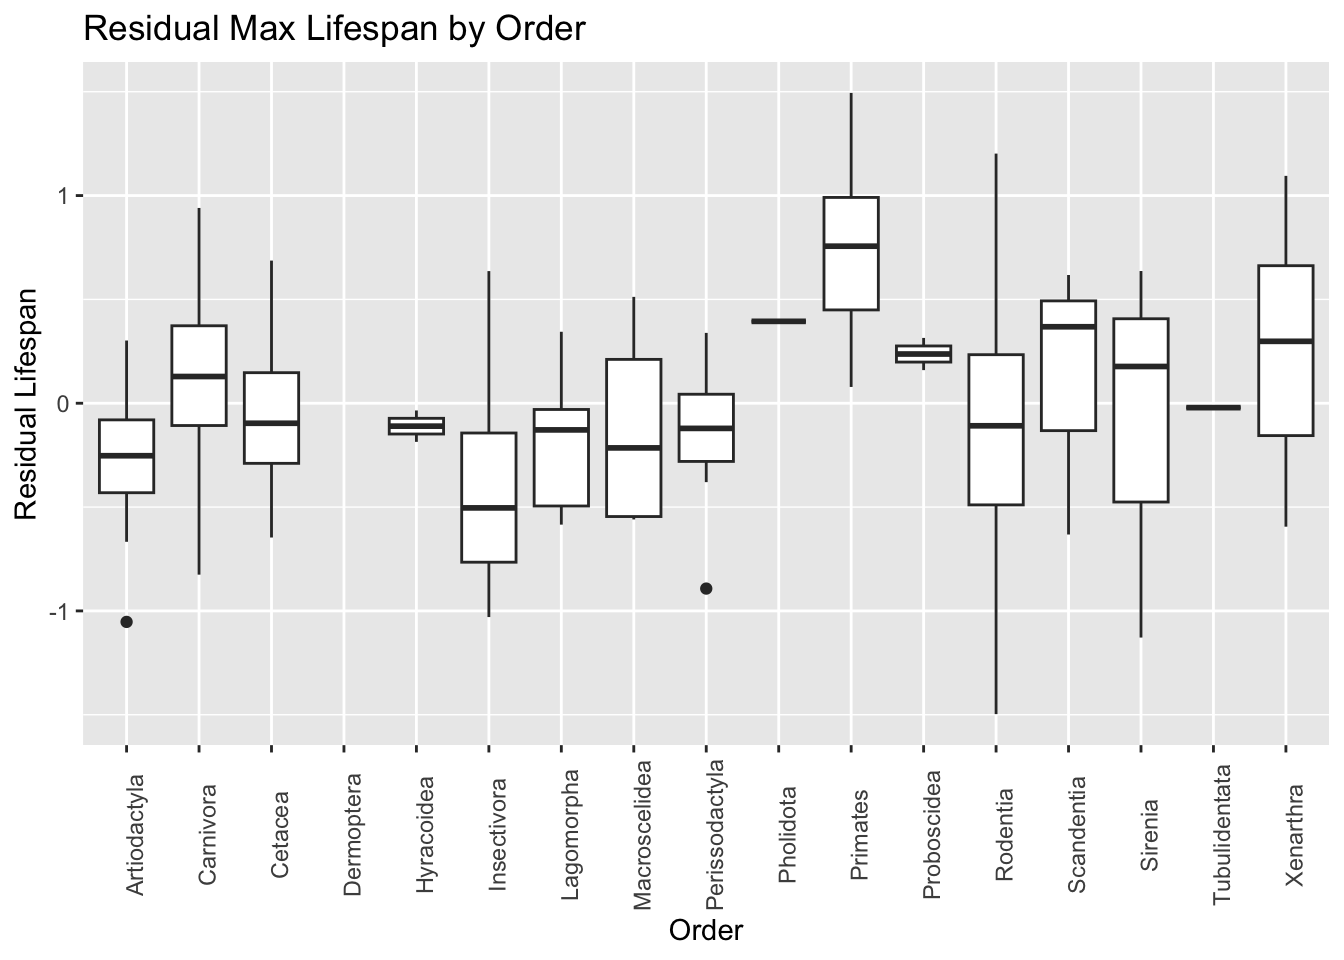 Residual Max Lifespan by Order
Residual Lifespan
1
0
-1
Artiodactyla
Carnivora
Cetacea
Dermoptera
Hyracoidea
Insectivora
Lagomorpha
Macroscelidea
Perissodactyla
Pholidota
Primates
Proboscidea
Rodentia
Scandentia
Sirenia
Tubulidentata
Xenarthra
Order